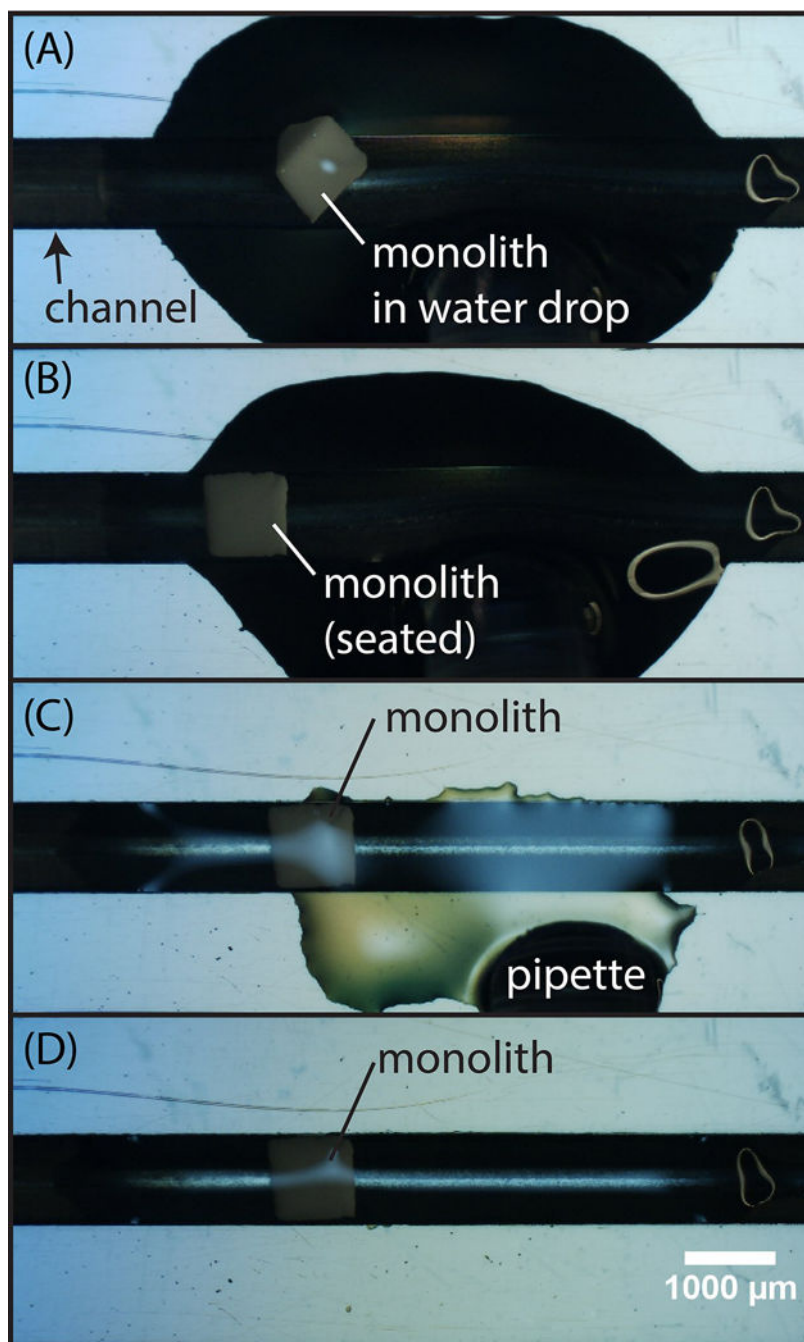 (A)
monolith
in water drop
channel
(B)
monolith
(seated)
(C)
monolith
pipette
(D)
monolith
1000 µm